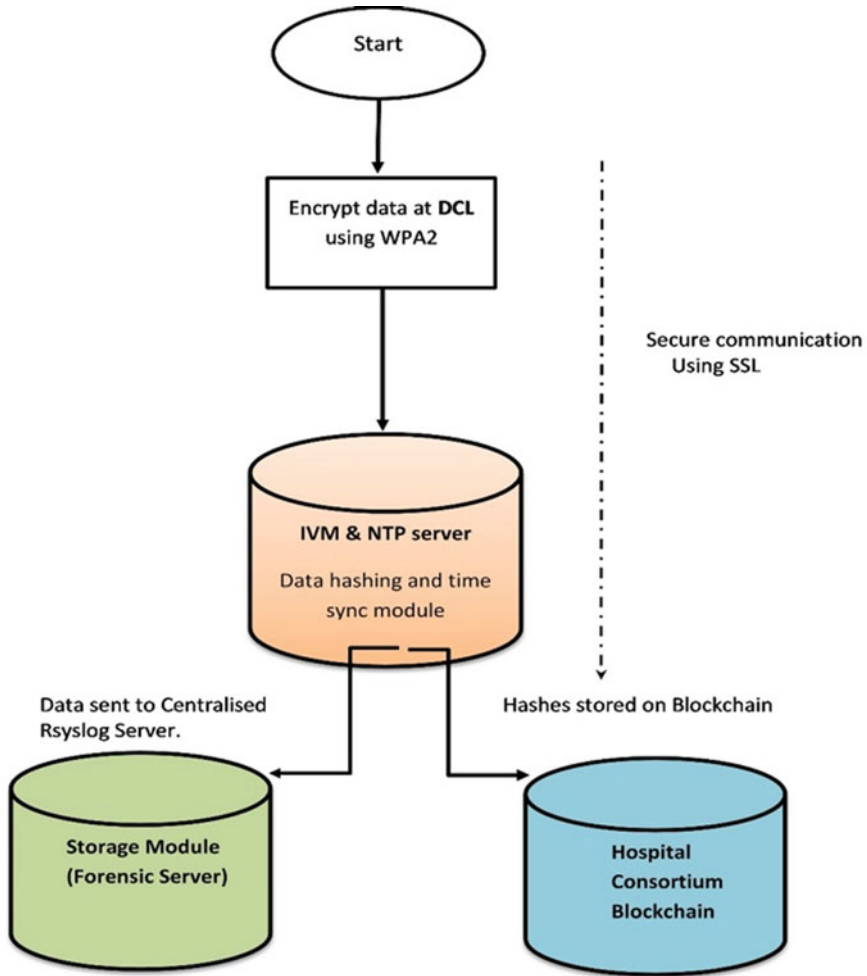 Start
Encrypt data at DCL
using WPA2
Secure communication
Using SSL
IVM & NTP server
Data hashing and time
sync module
Data sent to Centralised
Rsyslog Server.
Hashes stored on Blockchain
Storage Module
(Forensic Server)
Hospital
Consortium
Blockchain